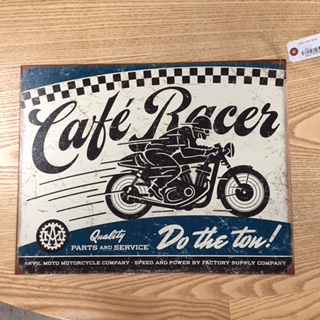 Café Racer
Quality
PARTS AND SERVICE
Do the ton!
ANVIL MOTO MOTORCYCLE COMPANY · SPEED AND POWER BY FACTORY SUPPLY COMPANY